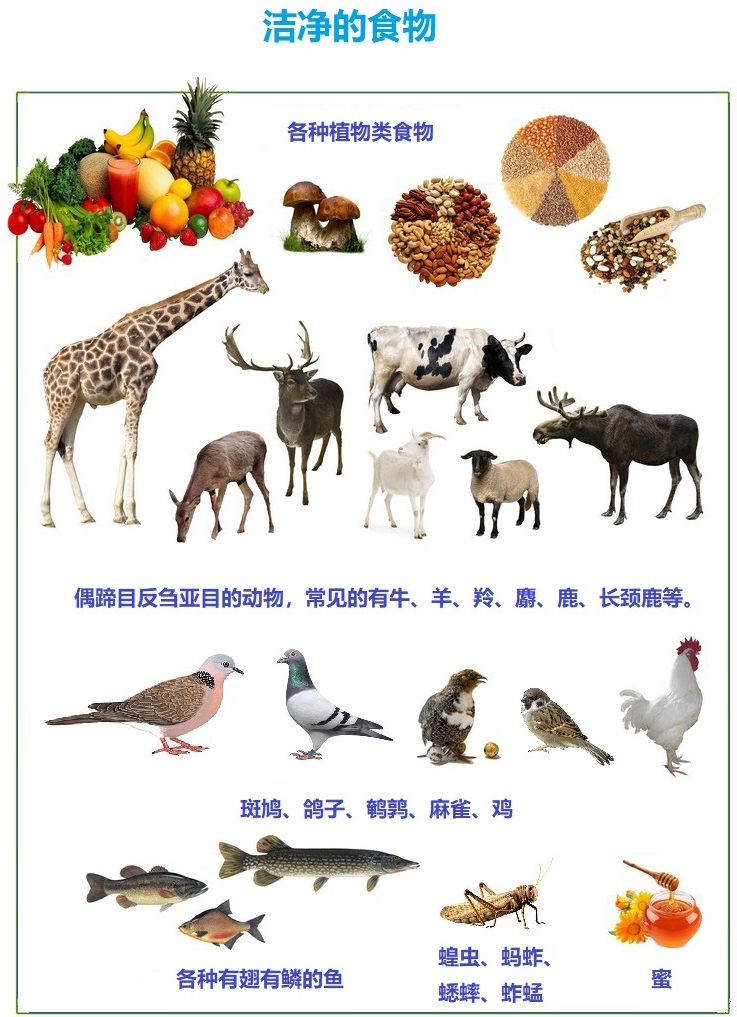 洁净的食物
各种植物类食物
偶蹄目反刍亚目的动物，常见的有牛、羊、羚、麝、鹿、长颈鹿等。
斑鸠、鸽子、鹌鹑、麻雀、鸡
各种有翅有鳞的鱼
蝗虫、蚂蚱、
蟋蟀、蚱蜢
蜜